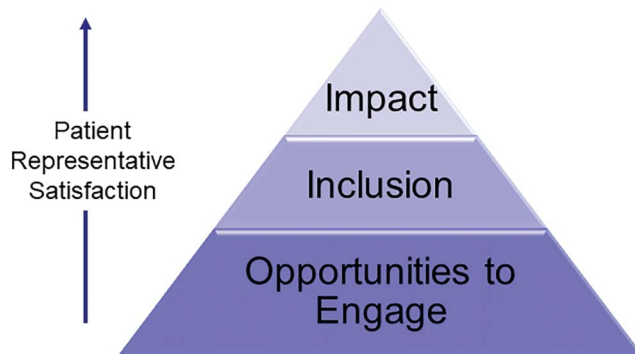 Patient
Representative
Satisfaction
Impact
Inclusion
Opportunities to
Engage